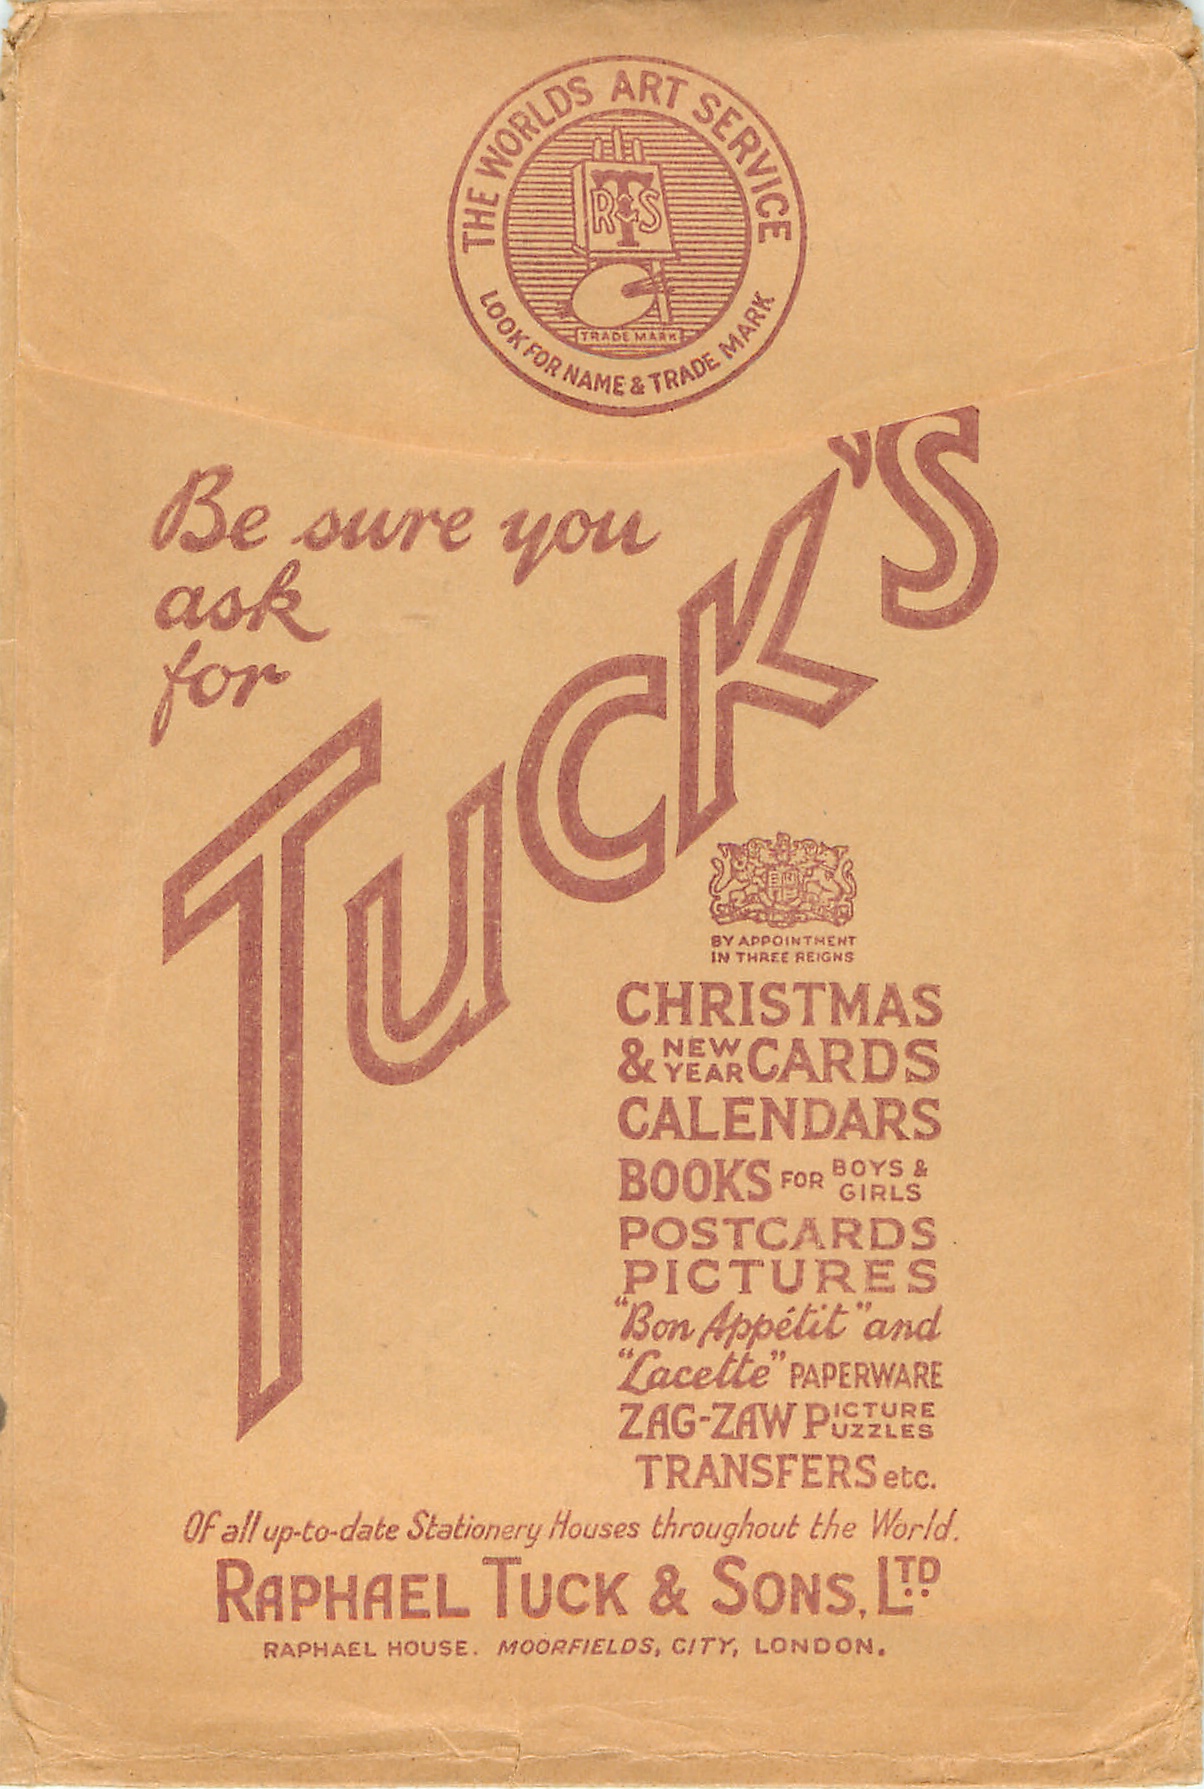 THE WORLDS ART SERVICE
RTS
TRADE MARK
LOOK FOR NAME & TRADE MARK
Be sure you
ask
for
TUCK'S
BY APPOINTMENT
IN THREE REIGNS
CHRISTMAS
& NEW YEAR CARDS
CALENDARS
BOOKS FOR BOYS & GIRLS
POSTCARDS
PICTURES
"Bon Appétit" and
"Lacette" PAPERWARE
ZAG-ZAW PICTURE PUZZLES
TRANSFERS etc.
Of all up-to-date Stationery Houses throughout the World.
RAPHAEL TUCK & SONS, LTD
RAPHAEL HOUSE. MOORFIELDS, CITY, LONDON.